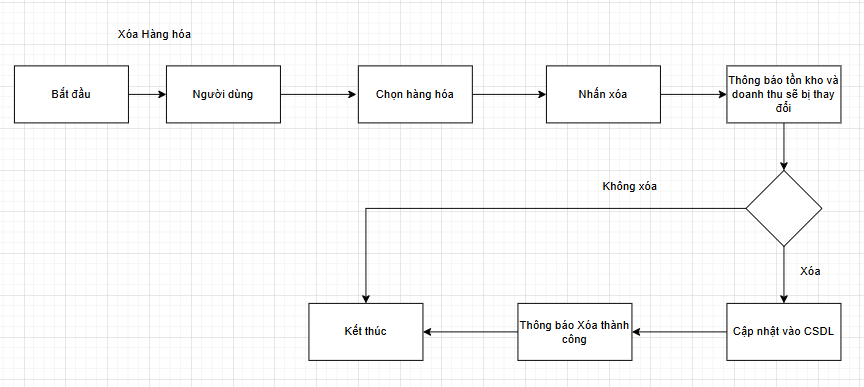 Xóa Hàng hóa
Bắt đầu
Người dùng
Chọn hàng hóa
Nhấn xóa
Thông báo tồn kho và
doanh thu sẽ bị thay
đổi
Không xóa
Xóa
Kết thúc
Thông báo Xóa thành
công
Cập nhật vào CSDL